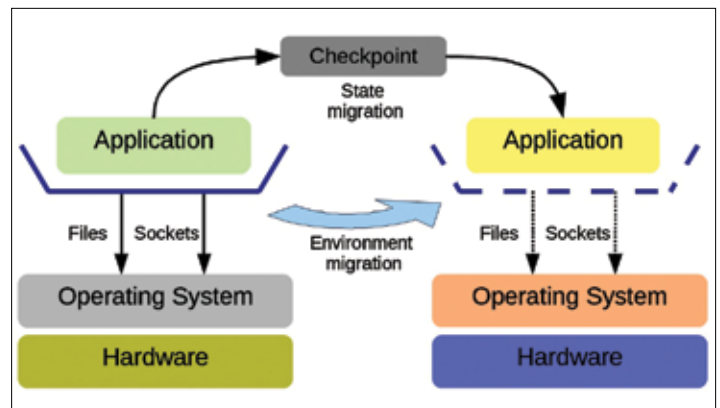 Checkpoint
State
migration
Application
Application
Files Sockets
Environment
migration
Files Sockets
Operating System
Operating System
Hardware
Hardware